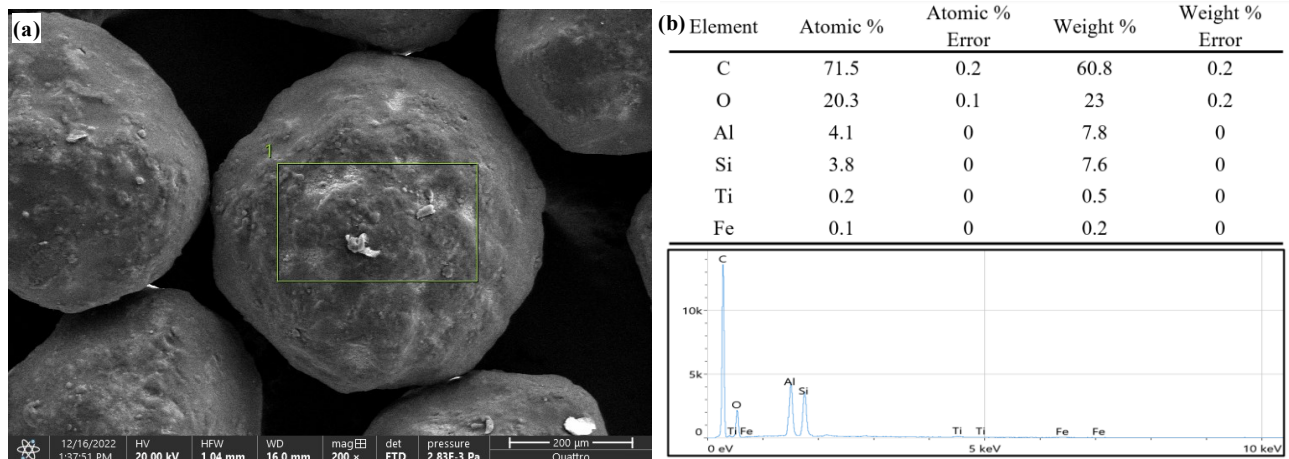 (a)
1
12/16/2022 HV HFW WD mag det pressure 200 μm
1:37:51 PM 20.00 kV 1.04 mm 16.0 mm 200 × ETD 2.83E-3 Pa Quattro
(b) Element Atomic % Atomic % Error Weight % Weight % Error
C 71.5 0.2 60.8 0.2
O 20.3 0.1 23 0.2
Al 4.1 0 7.8 0
Si 3.8 0 7.6 0
Ti 0.2 0 0.5 0
Fe 0.1 0 0.2 0
C
10k
5k
Al
Si
O
Ti Fe Ti Ti Fe Fe
0
0 eV 5 keV 10 keV